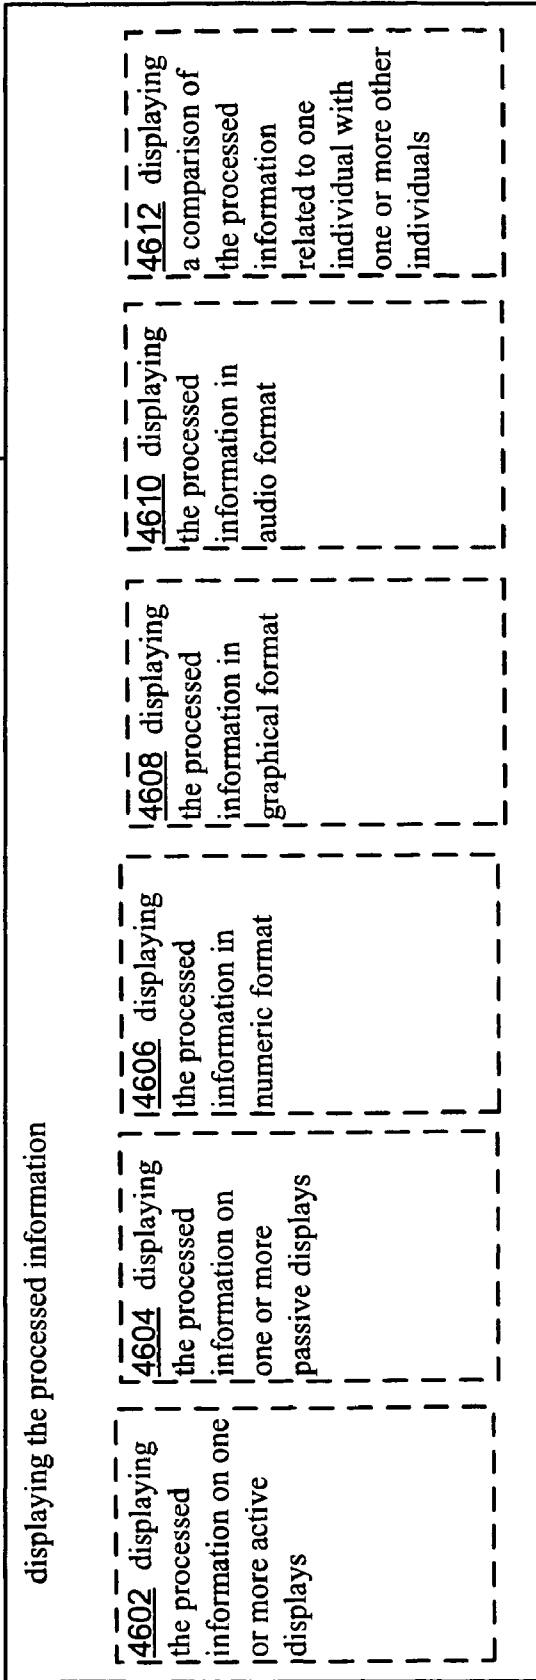 displaying the processed information
4602 displaying
the processed
information on one
or more active
displays
4604 displaying
the processed
information on
one or more
passive displays
4606 displaying
the processed
information in
numeric format
4608 displaying
the processed
information in
graphical format
4610 displaying
the processed
information in
audio format
4612 displaying
a comparison of
the processed
information
related to one
individual with
one or more other
individuals